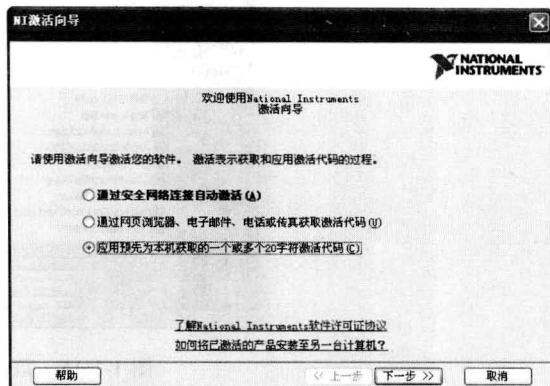 NI激活向导
NATIONAL
INSTRUMENTS
欢迎使用National Instruments
激活向导
请使用激活向导激活您的软件。 激活表示获取和应用激活代码的过程。
通过安全网络连接自动激活(A)
通过网页浏览器、电子邮件、电话或传真获取激活代码(U)
应用预先为本机获取的一个或多个20字符激活代码(C)
了解National Instruments软件许可证协议
如何将已激活的产品安装至另一台计算机?
帮助
<< 上一步
下一步 >>
取消